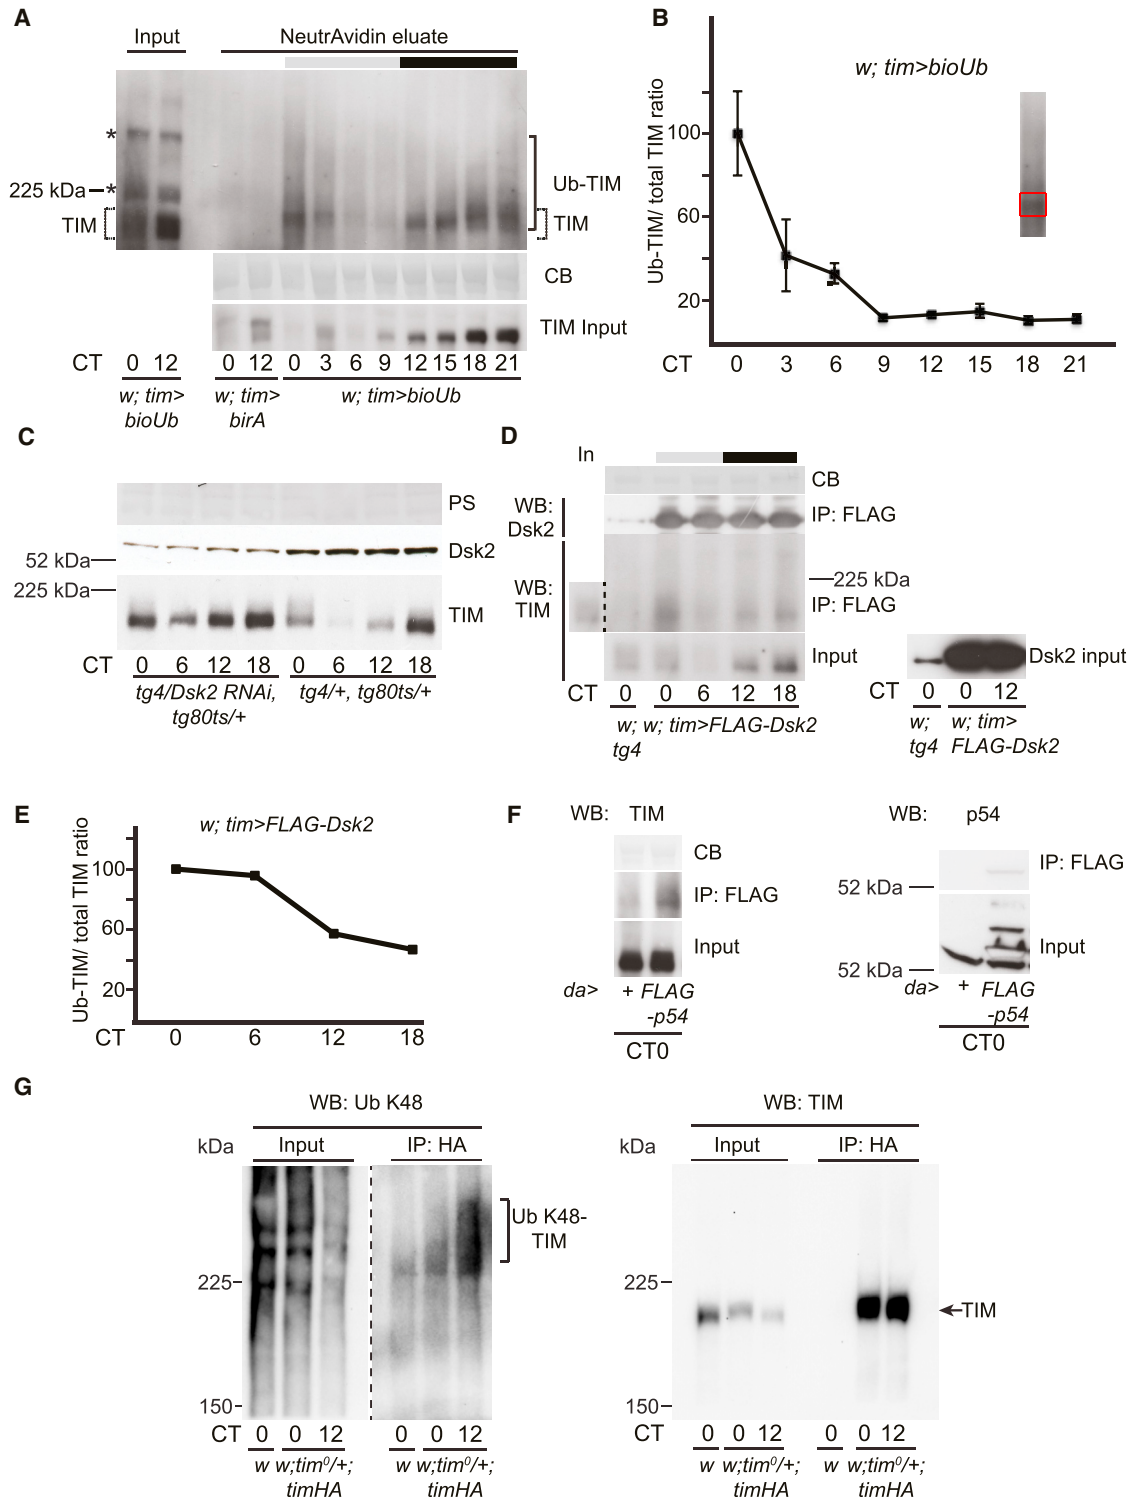 A
Input
NeutrAvidin eluate
*
225 kDa
*
TIM
Ub-TIM
TIM
CB
TIM Input
CT 0 12 0 12 0 3 6 9 12 15 18 21
w; tim> bioUb
w; tim> birA
w; tim>bioUb
B
w; tim>bioUb
Ub-TIM/ total TIM ratio
100
60
20
CT 0 3 6 9 12 15 18 21
C
PS
Dsk2
52 kDa
225 kDa
TIM
CT 0 6 12 18 0 6 12 18
tg4/Dsk2 RNAi, tg4/+, tg80ts/+
tg80ts/+
D
In
CB
WB: Dsk2
IP: FLAG
225 kDa
WB: TIM
IP: FLAG
Input
CT 0 0 6 12 18
w; tg4
w; tim>FLAG-Dsk2
Dsk2 input
CT 0 0 12
w; tg4
w; tim> FLAG-Dsk2
E
w; tim>FLAG-Dsk2
Ub-TIM/ total TIM ratio
100
60
20
CT 0 6 12 18
F
WB: TIM
CB
IP: FLAG
Input
da> + FLAG
-p54
CT0
WB: p54
IP: FLAG
52 kDa
Input
52 kDa
da> + FLAG
-p54
CT0
G
WB: Ub K48
kDa Input IP: HA
Ub K48-
TIM
225
150
CT 0 0 12 0 0 12
w w;tim⁰/+; w w;tim⁰/+;
timHA timHA
WB: TIM
kDa Input IP: HA
225
TIM
150
CT 0 0 12 0 0 12
w w;tim⁰/+; w w;tim⁰/+;
timHA timHA